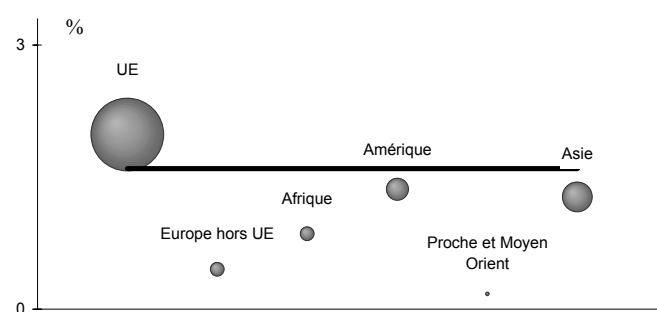 %
3
UE
Amérique
Asie
Afrique
Europe hors UE
Proche et Moyen
Orient
0